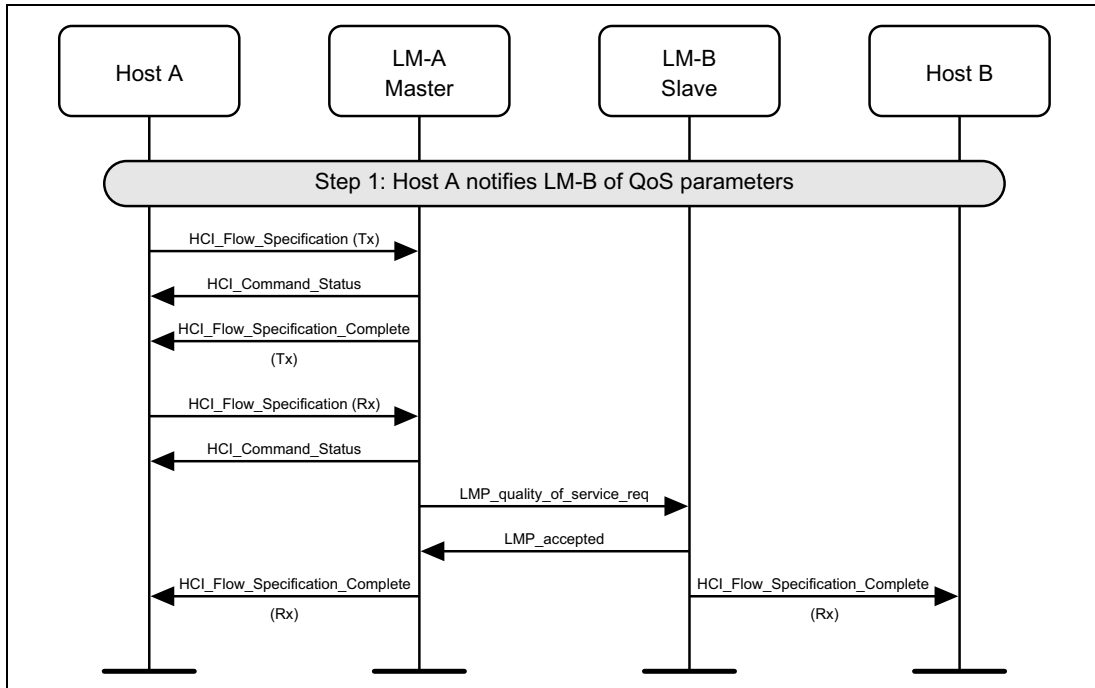 Host A
LM-A
Master
LM-B
Slave
Host B
Step 1: Host A notifies LM-B of QoS parameters
HCI_Flow_Specification (Tx)
HCI_Command_Status
HCI_Flow_Specification_Complete
(Tx)
HCI_Flow_Specification (Rx)
HCI_Command_Status
LMP_quality_of_service_req
LMP_accepted
HCI_Flow_Specification_Complete
(Rx)
HCI_Flow_Specification_Complete
(Rx)